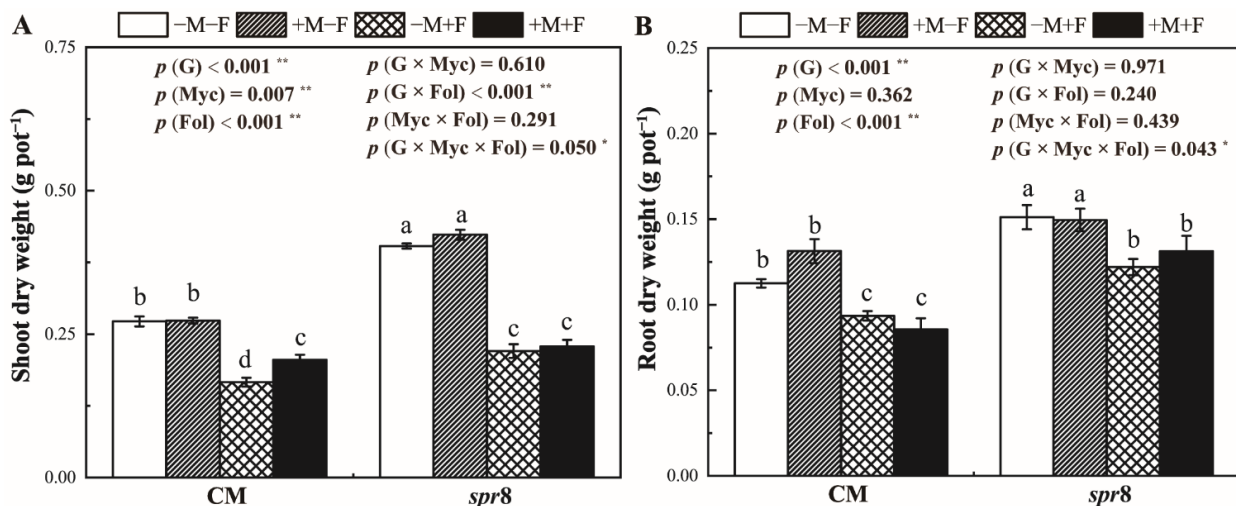 A
−M−F +M−F −M+F +M+F
Shoot dry weight (g pot⁻¹)
0.75
0.50
0.25
0.00
p (G) < 0.001 **
p (Myc) = 0.007 **
p (Fol) < 0.001 **
p (G × Myc) = 0.610
p (G × Fol) < 0.001 **
p (Myc × Fol) = 0.291
p (G × Myc × Fol) = 0.050 *
b b d c a a c c
CM spr8
B
−M−F +M−F −M+F +M+F
Root dry weight (g pot⁻¹)
0.25
0.20
0.15
0.10
0.05
0.00
p (G) < 0.001 **
p (Myc) = 0.362
p (Fol) < 0.001 **
p (G × Myc) = 0.971
p (G × Fol) = 0.240
p (Myc × Fol) = 0.439
p (G × Myc × Fol) = 0.043 *
b b c c a a b b
CM spr8